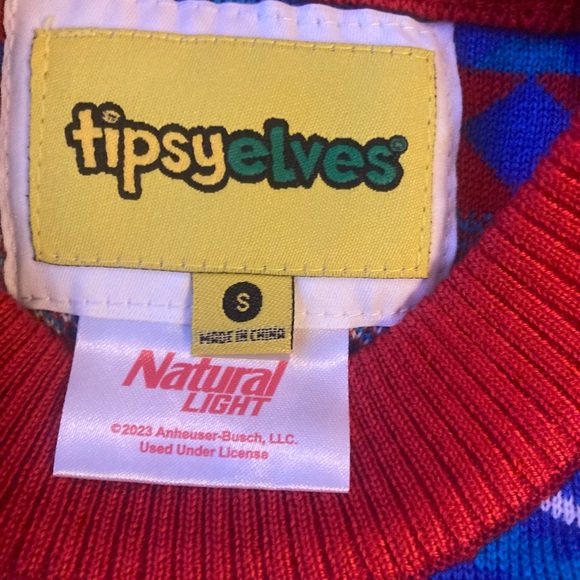 tipsyelves®
S
MADE IN CHINA
Natural
LIGHT
©2023 Anheuser-Busch, LLC.
Used Under License